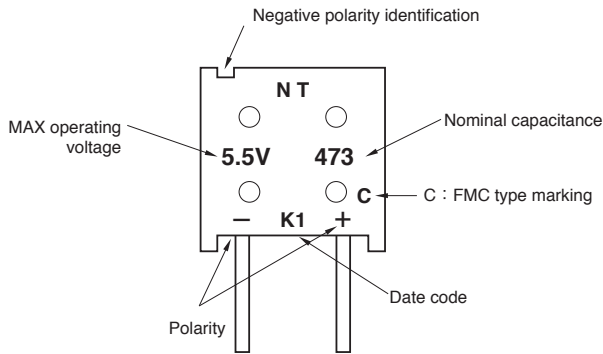 Negative polarity identification
N T
MAX operating
voltage
5.5V
473
Nominal capacitance
C
C : FMC type marking
− K1 +
Date code
Polarity